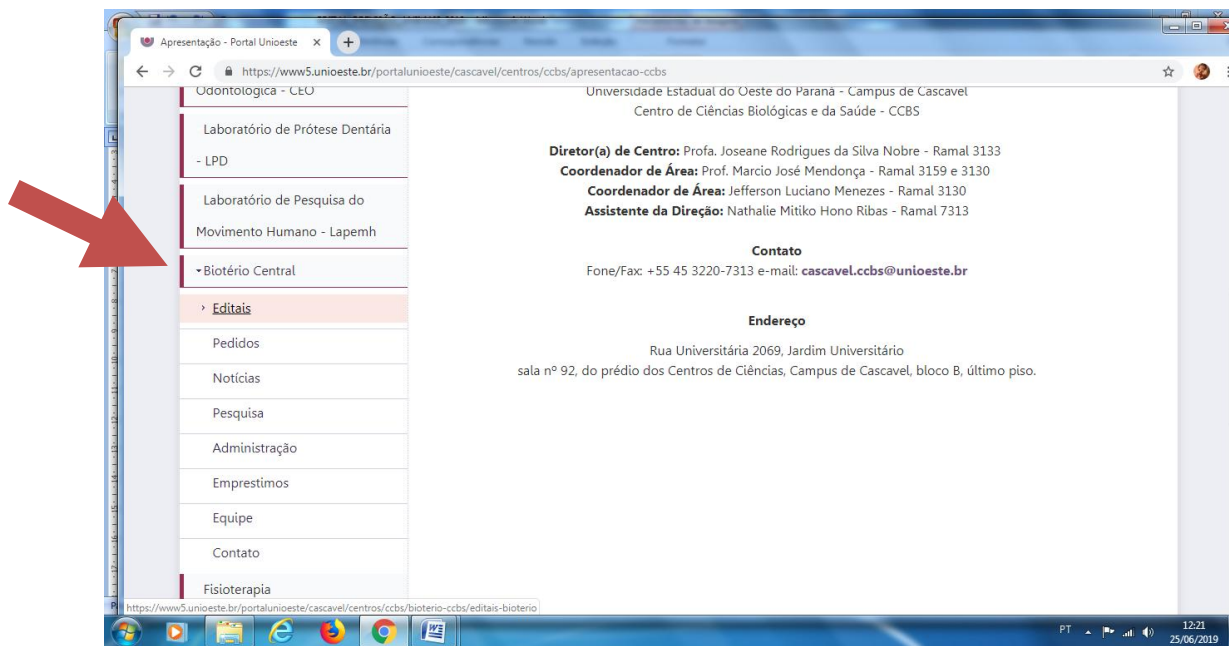 Apresentação - Portal Unioeste
https://www5.unioeste.br/portalunioeste/cascavel/centros/ccbs/apresentacao-ccbs
Odontológica - CEO
Laboratório de Prótese Dentária
- LPD
Laboratório de Pesquisa do
Movimento Humano - Lapemh
Biotério Central
Editais
Pedidos
Notícias
Pesquisa
Administração
Emprestimos
Equipe
Contato
Fisioterapia
Universidade Estadual do Oeste do Paraná - Campus de Cascavel
Centro de Ciências Biológicas e da Saúde - CCBS
Diretor(a) de Centro: Profa. Joseane Rodrigues da Silva Nobre - Ramal 3133
Coordenador de Área: Prof. Marcio José Mendonça - Ramal 3159 e 3130
Coordenador de Área: Jefferson Luciano Menezes - Ramal 3130
Assistente da Direção: Nathalie Mitiko Hono Ribas - Ramal 7313
Contato
Fone/Fax: +55 45 3220-7313 e-mail: cascavel.ccbs@unioeste.br
Endereço
Rua Universitária 2069, Jardim Universitário
sala nº 92, do prédio dos Centros de Ciências, Campus de Cascavel, bloco B, último piso.
https://www5.unioeste.br/portalunioeste/cascavel/centros/ccbs/bioterio-ccbs/editais-bioterio
PT
12:21
25/06/2019